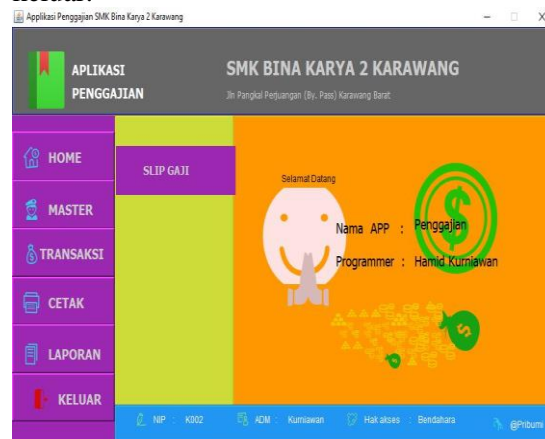 Applikasi Penggajian SMK Bina Karya 2 Karawang
APLIKASI
PENGGAJIAN
SMK BINA KARYA 2 KARAWANG
Jln Pangkal Perjuangan (By. Pass) Karawang Barat
HOME
MASTER
TRANSAKSI
CETAK
LAPORAN
KELUAR
SLIP GAJI
Selamat Datang
Nama APP : Penggajian
Programmer : Hamid Kurniawan
NIP : K002 ADM : Kurniawan Hak akses : Bendahara @Pribumi